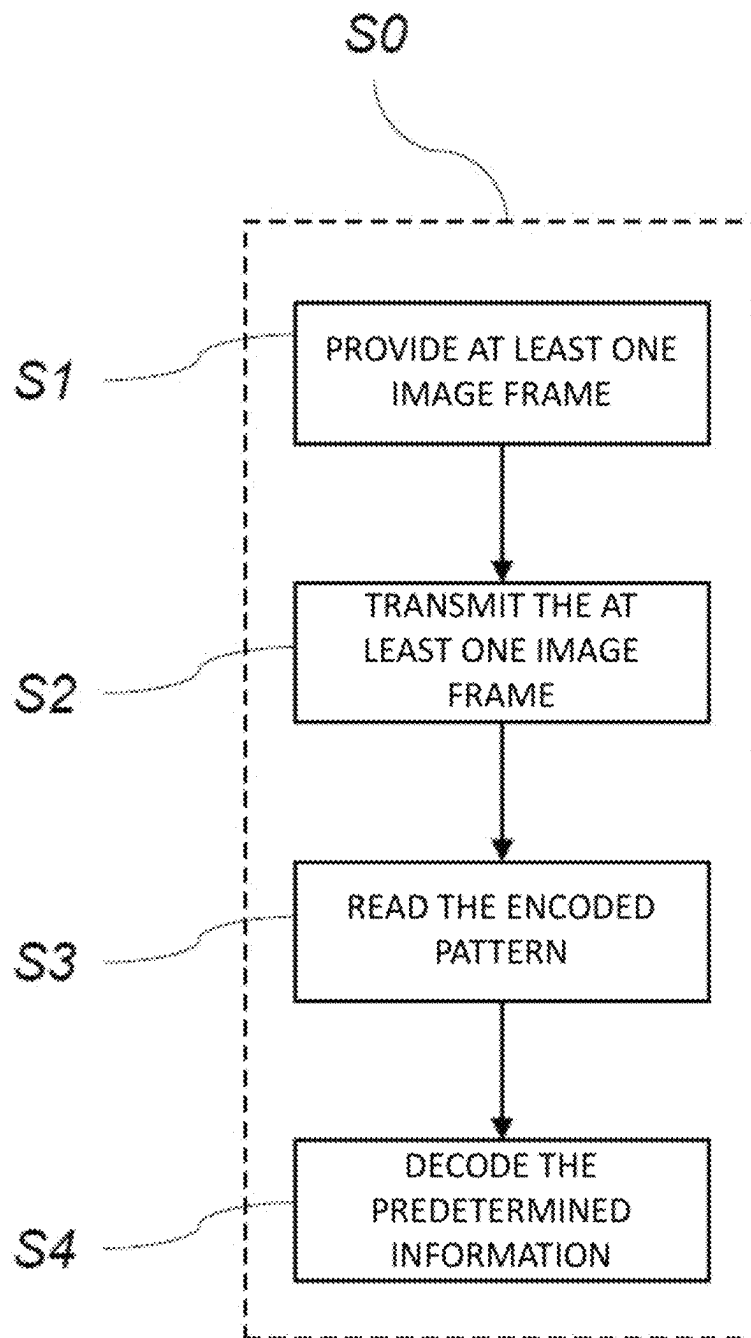 S0
S1
PROVIDE AT LEAST ONE
IMAGE FRAME
S2
TRANSMIT THE AT
LEAST ONE IMAGE
FRAME
S3
READ THE ENCODED
PATTERN
S4
DECODE THE
PREDETERMINED
INFORMATION